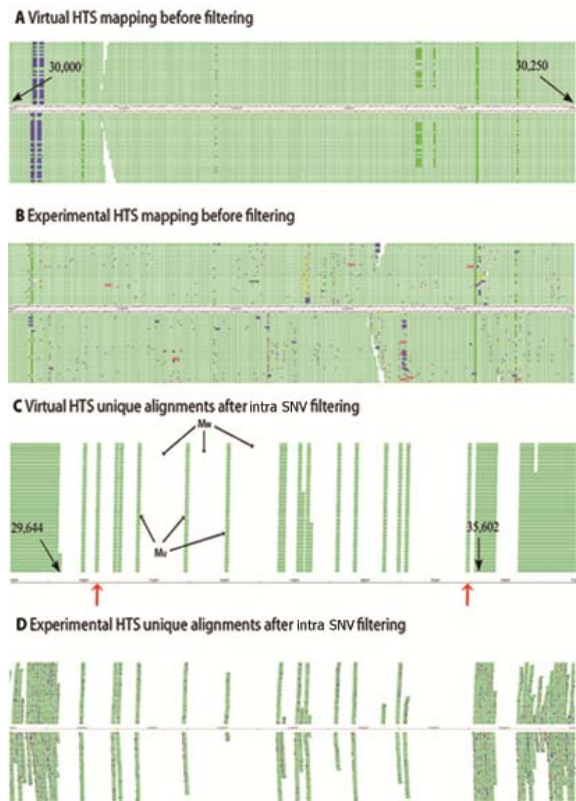 A Virtual HTS mapping before filtering
30,000
30,250
B Experimental HTS mapping before filtering
C Virtual HTS unique alignments after intra SNV filtering
Mw
29,644
35,602
Mu
D Experimental HTS unique alignments after intra SNV filtering